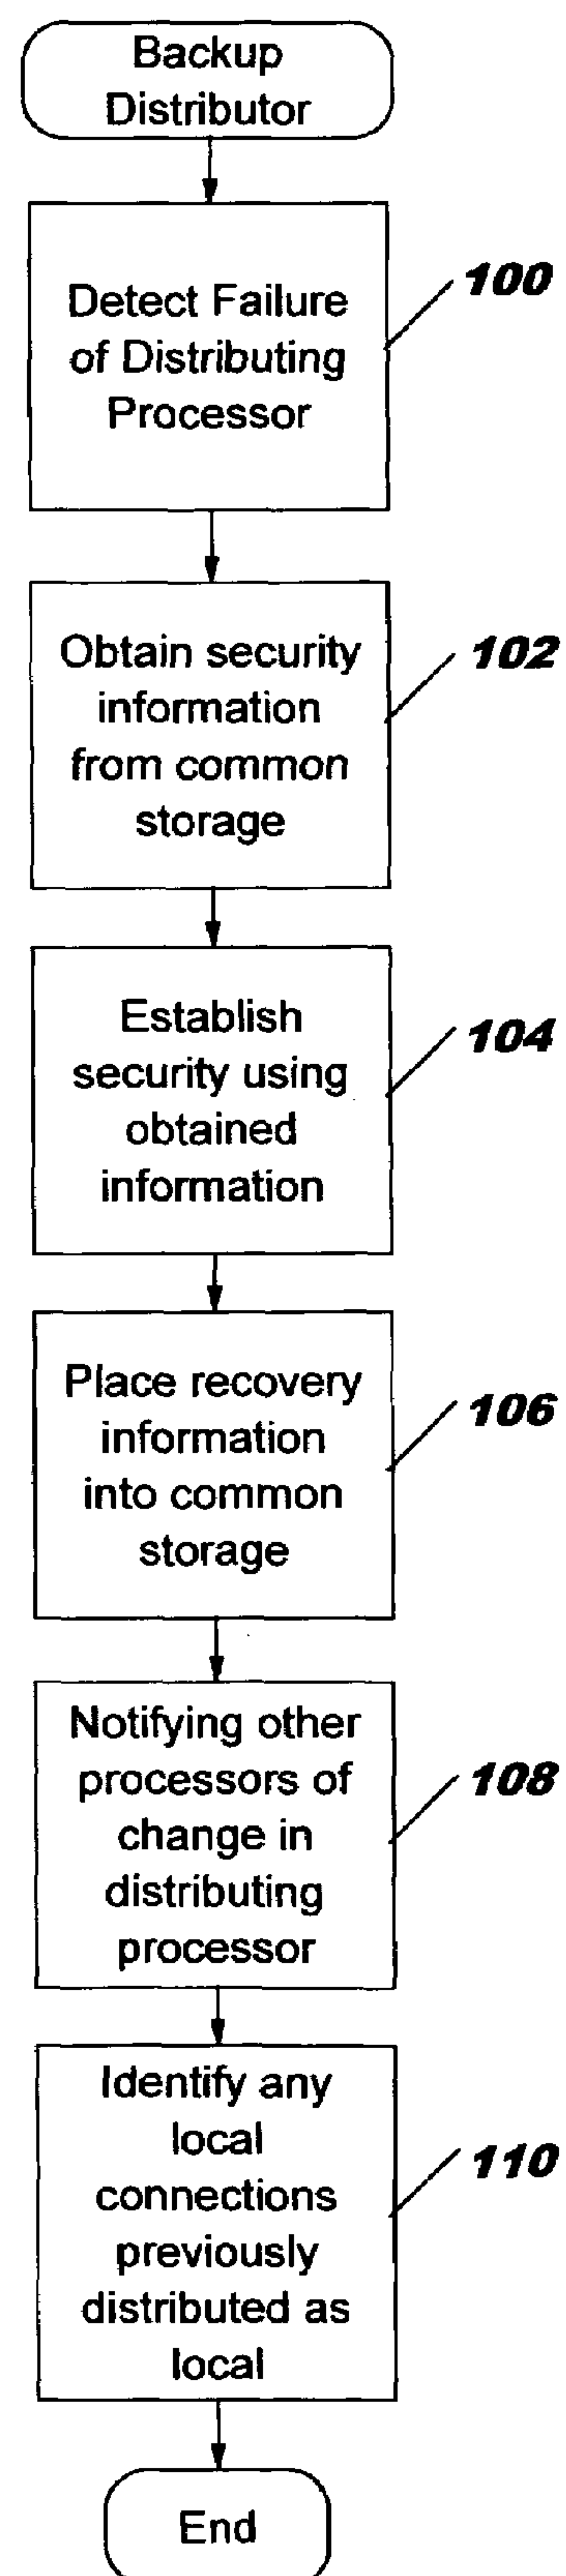 Backup
Distributor
Detect Failure
of Distributing
Processor
100
Obtain security
information
from common
storage
102
Establish
security using
obtained
information
104
Place recovery
information
into common
storage
106
Notifying other
processors of
change in
distributing
processor
108
Identify any
local
connections
previously
distributed as
local
110
End